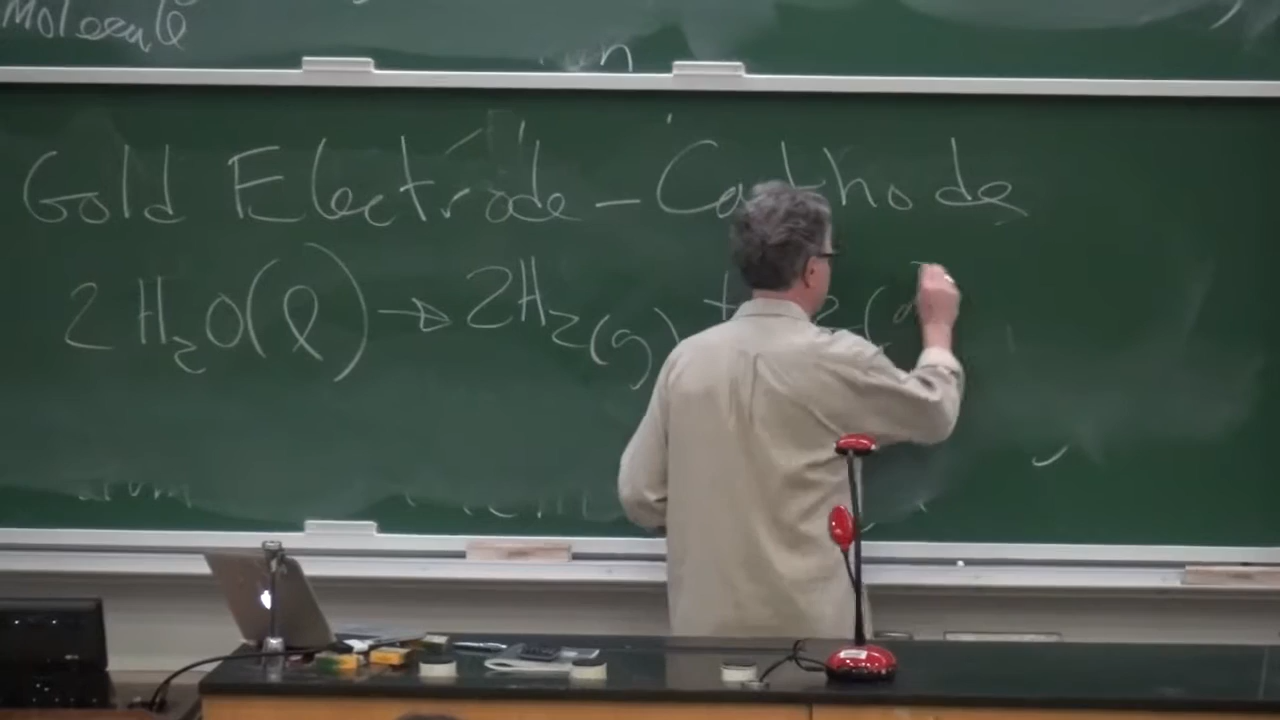 Molecule
n
Gold Electrode - Cathode
2 H₂O(l) → 2H₂(g) +